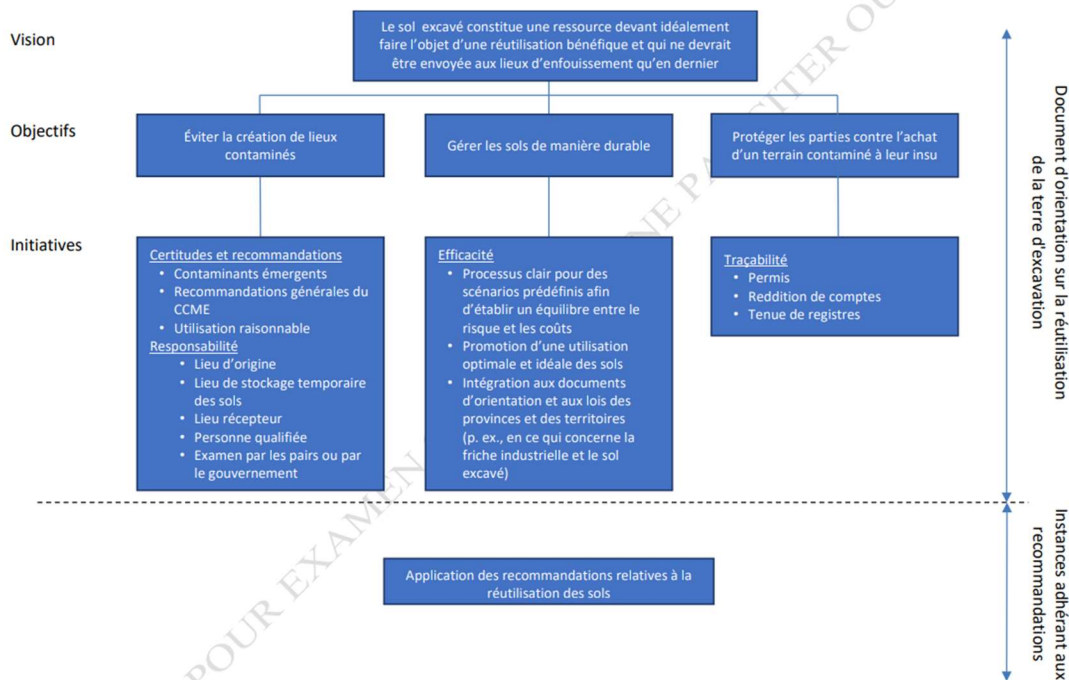 Vision
Le sol excavé constitue une ressource devant idéalement
faire l'objet d'une réutilisation bénéfique et qui ne devrait
être envoyée aux lieux d'enfouissement qu'en dernier
Objectifs
Éviter la création de lieux
contaminés
Gérer les sols de manière durable
Protéger les parties contre l'achat
d'un terrain contaminé à leur insu
Initiatives
Certitudes et recommandations
• Contaminants émergents
• Recommandations générales du
CCME
• Utilisation raisonnable
Responsabilité
• Lieu d'origine
• Lieu de stockage temporaire
des sols
• Lieu récepteur
• Personne qualifiée
• Examen par les pairs ou par
le gouvernement
Efficacité
• Processus clair pour des
scénarios prédéfinis afin
d'établir un équilibre entre le
risque et les coûts
• Promotion d'une utilisation
optimale et idéale des sols
• Intégration aux documents
d'orientation et aux lois des
provinces et des territoires
(p. ex., en ce qui concerne la
friche industrielle et le sol
excavé)
Traçabilité
• Permis
• Reddition de comptes
• Tenue de registres
Document d'orientation sur la réutilisation
de la terre d'excavation
Application des recommandations relatives à la
réutilisation des sols
Instances adhérant aux
recommandations
POUR EXAMEN
NE PA
CITER OU